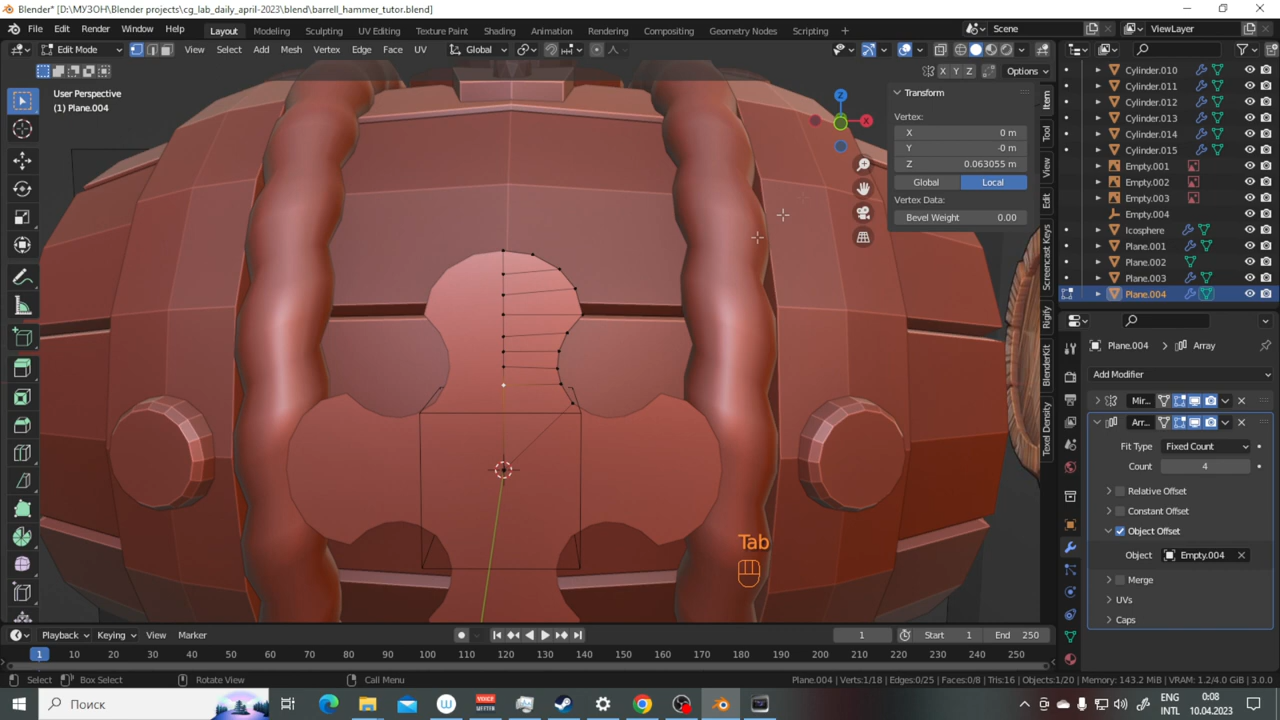 Blender* [D:\МУЗОН\Blender projects\cg_lab_daily_april-2023\blend\barrell_hammer_tutor.blend]
File Edit Render Window Help Layout Modeling Sculpting UV Editing Texture Paint Shading Animation Rendering Compositing Geometry Nodes Scripting + Scene ViewLayer
Edit Mode View Select Add Mesh Vertex Edge Face UV Global
X Y Z Options
User Perspective
(1) Plane.004
Transform
Vertex:
X 0 m
Y -0 m
Z 0.063055 m
Global Local
Vertex Data:
Bevel Weight 0.00
Z
X
Item
Tool
View
Edit
Screencast Keys
Rigify
BlenderKit
Texel Density
Cylinder.010
Cylinder.011
Cylinder.012
Cylinder.013
Cylinder.014
Cylinder.015
Empty.001
Empty.002
Empty.003
Empty.004
Icosphere
Plane.001
Plane.002
Plane.003
Plane.004
Plane.004 > Array
Add Modifier
Mir...
Arr...
Fit Type Fixed Count
Count 4
Relative Offset
Constant Offset
Object Offset
Object Empty.004
Merge
UVs
Caps
Tab
Playback Keying View Marker 1 Start 1 End 250
1 10 20 30 40 50 60 70 80 90 100 110 120 130 140 150 160 170 180 190 200 210 220 230 240 250
Select Box Select Rotate View Call Menu Plane.004 | Verts:1/18 | Edges:0/25 | Faces:0/8 | Tris:16 | Objects:1/20 | Memory: 143.2 MiB | VRAM: 1.2/4.0 GiB | 3.0.0
Поиск ENG INTL 0:08 10.04.2023